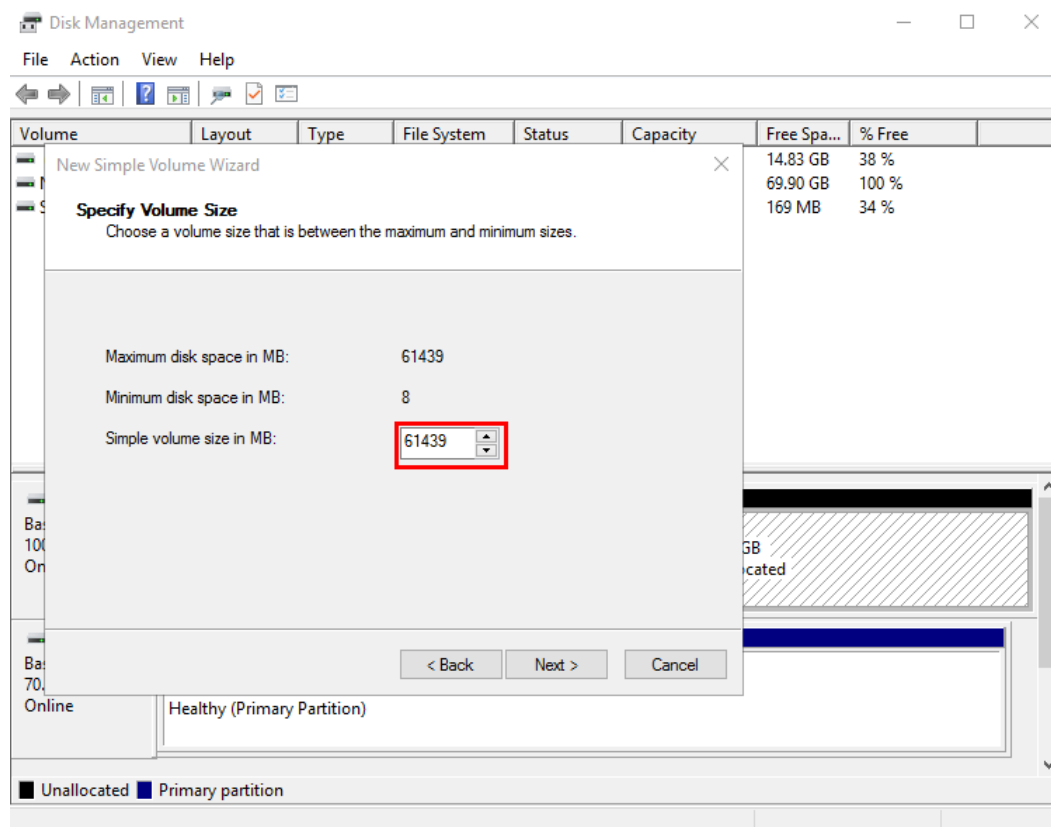 Disk Management
File Action View Help
Volume Layout Type File System Status Capacity Free Spa... % Free
14.83 GB 38 %
69.90 GB 100 %
169 MB 34 %
New Simple Volume Wizard
Specify Volume Size
Choose a volume size that is between the maximum and minimum sizes.
Maximum disk space in MB: 61439
Minimum disk space in MB: 8
Simple volume size in MB: 61439
< Back Next > Cancel
GB
Online
Healthy (Primary Partition)
Unallocated Primary partition